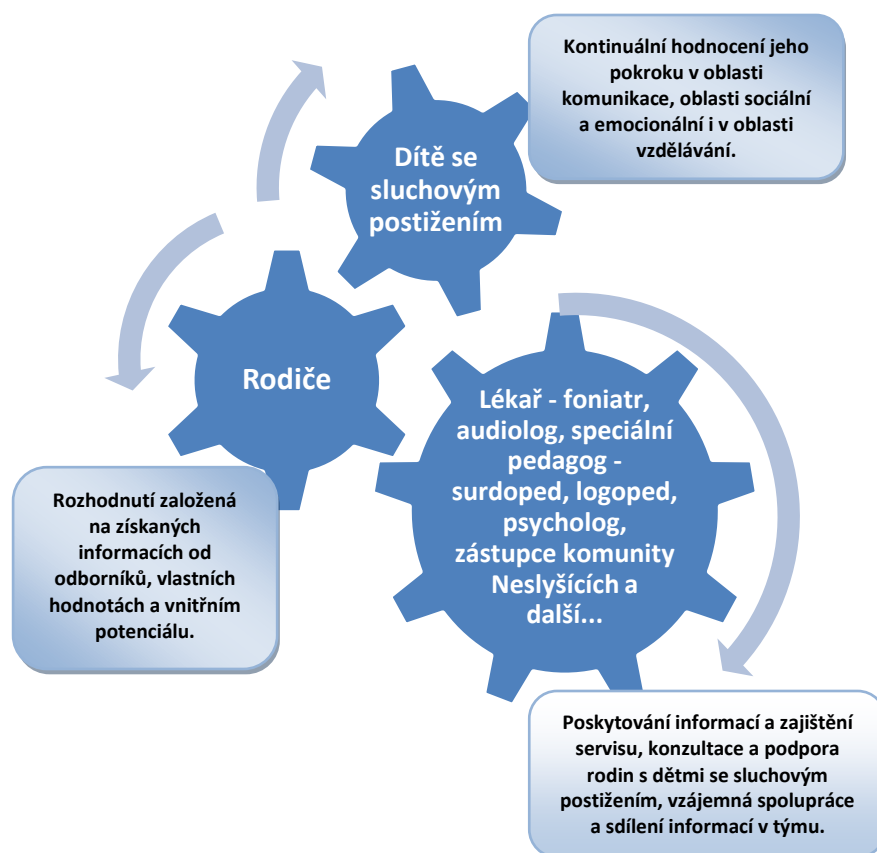 Kontinuální hodnocení jeho
pokroku v oblasti
komunikace, oblasti sociální
a emocionální i v oblasti
vzdělávání.
Dítě se
sluchovým
postižením
Rodiče
Lékař - foniatr,
audiolog, speciální
pedagog -
surdoped, logoped,
psycholog,
zástupce komunity
Neslyšících a
další...
Rozhodnutí založená
na získaných
informacích od
odborníků, vlastních
hodnotách a vnitřním
potenciálu.
Poskytování informací a zajištění
servisu, konzultace a podpora
rodin s dětmi se sluchovým
postižením, vzájemná spolupráce
a sdílení informací v týmu.